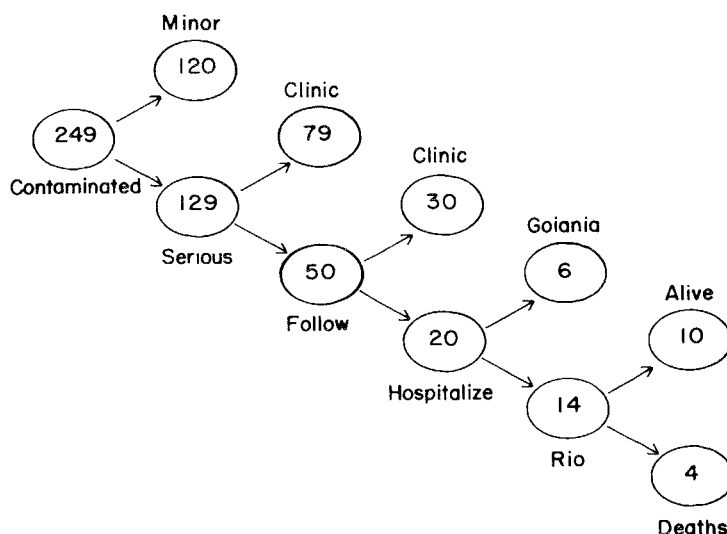 Minor
120
Clinic
249
79
Contaminated
Clinic
129
30
Serious
Goiania
50
6
Follow
Alive
20
10
Hospitalize
14
Rio
4
Deaths